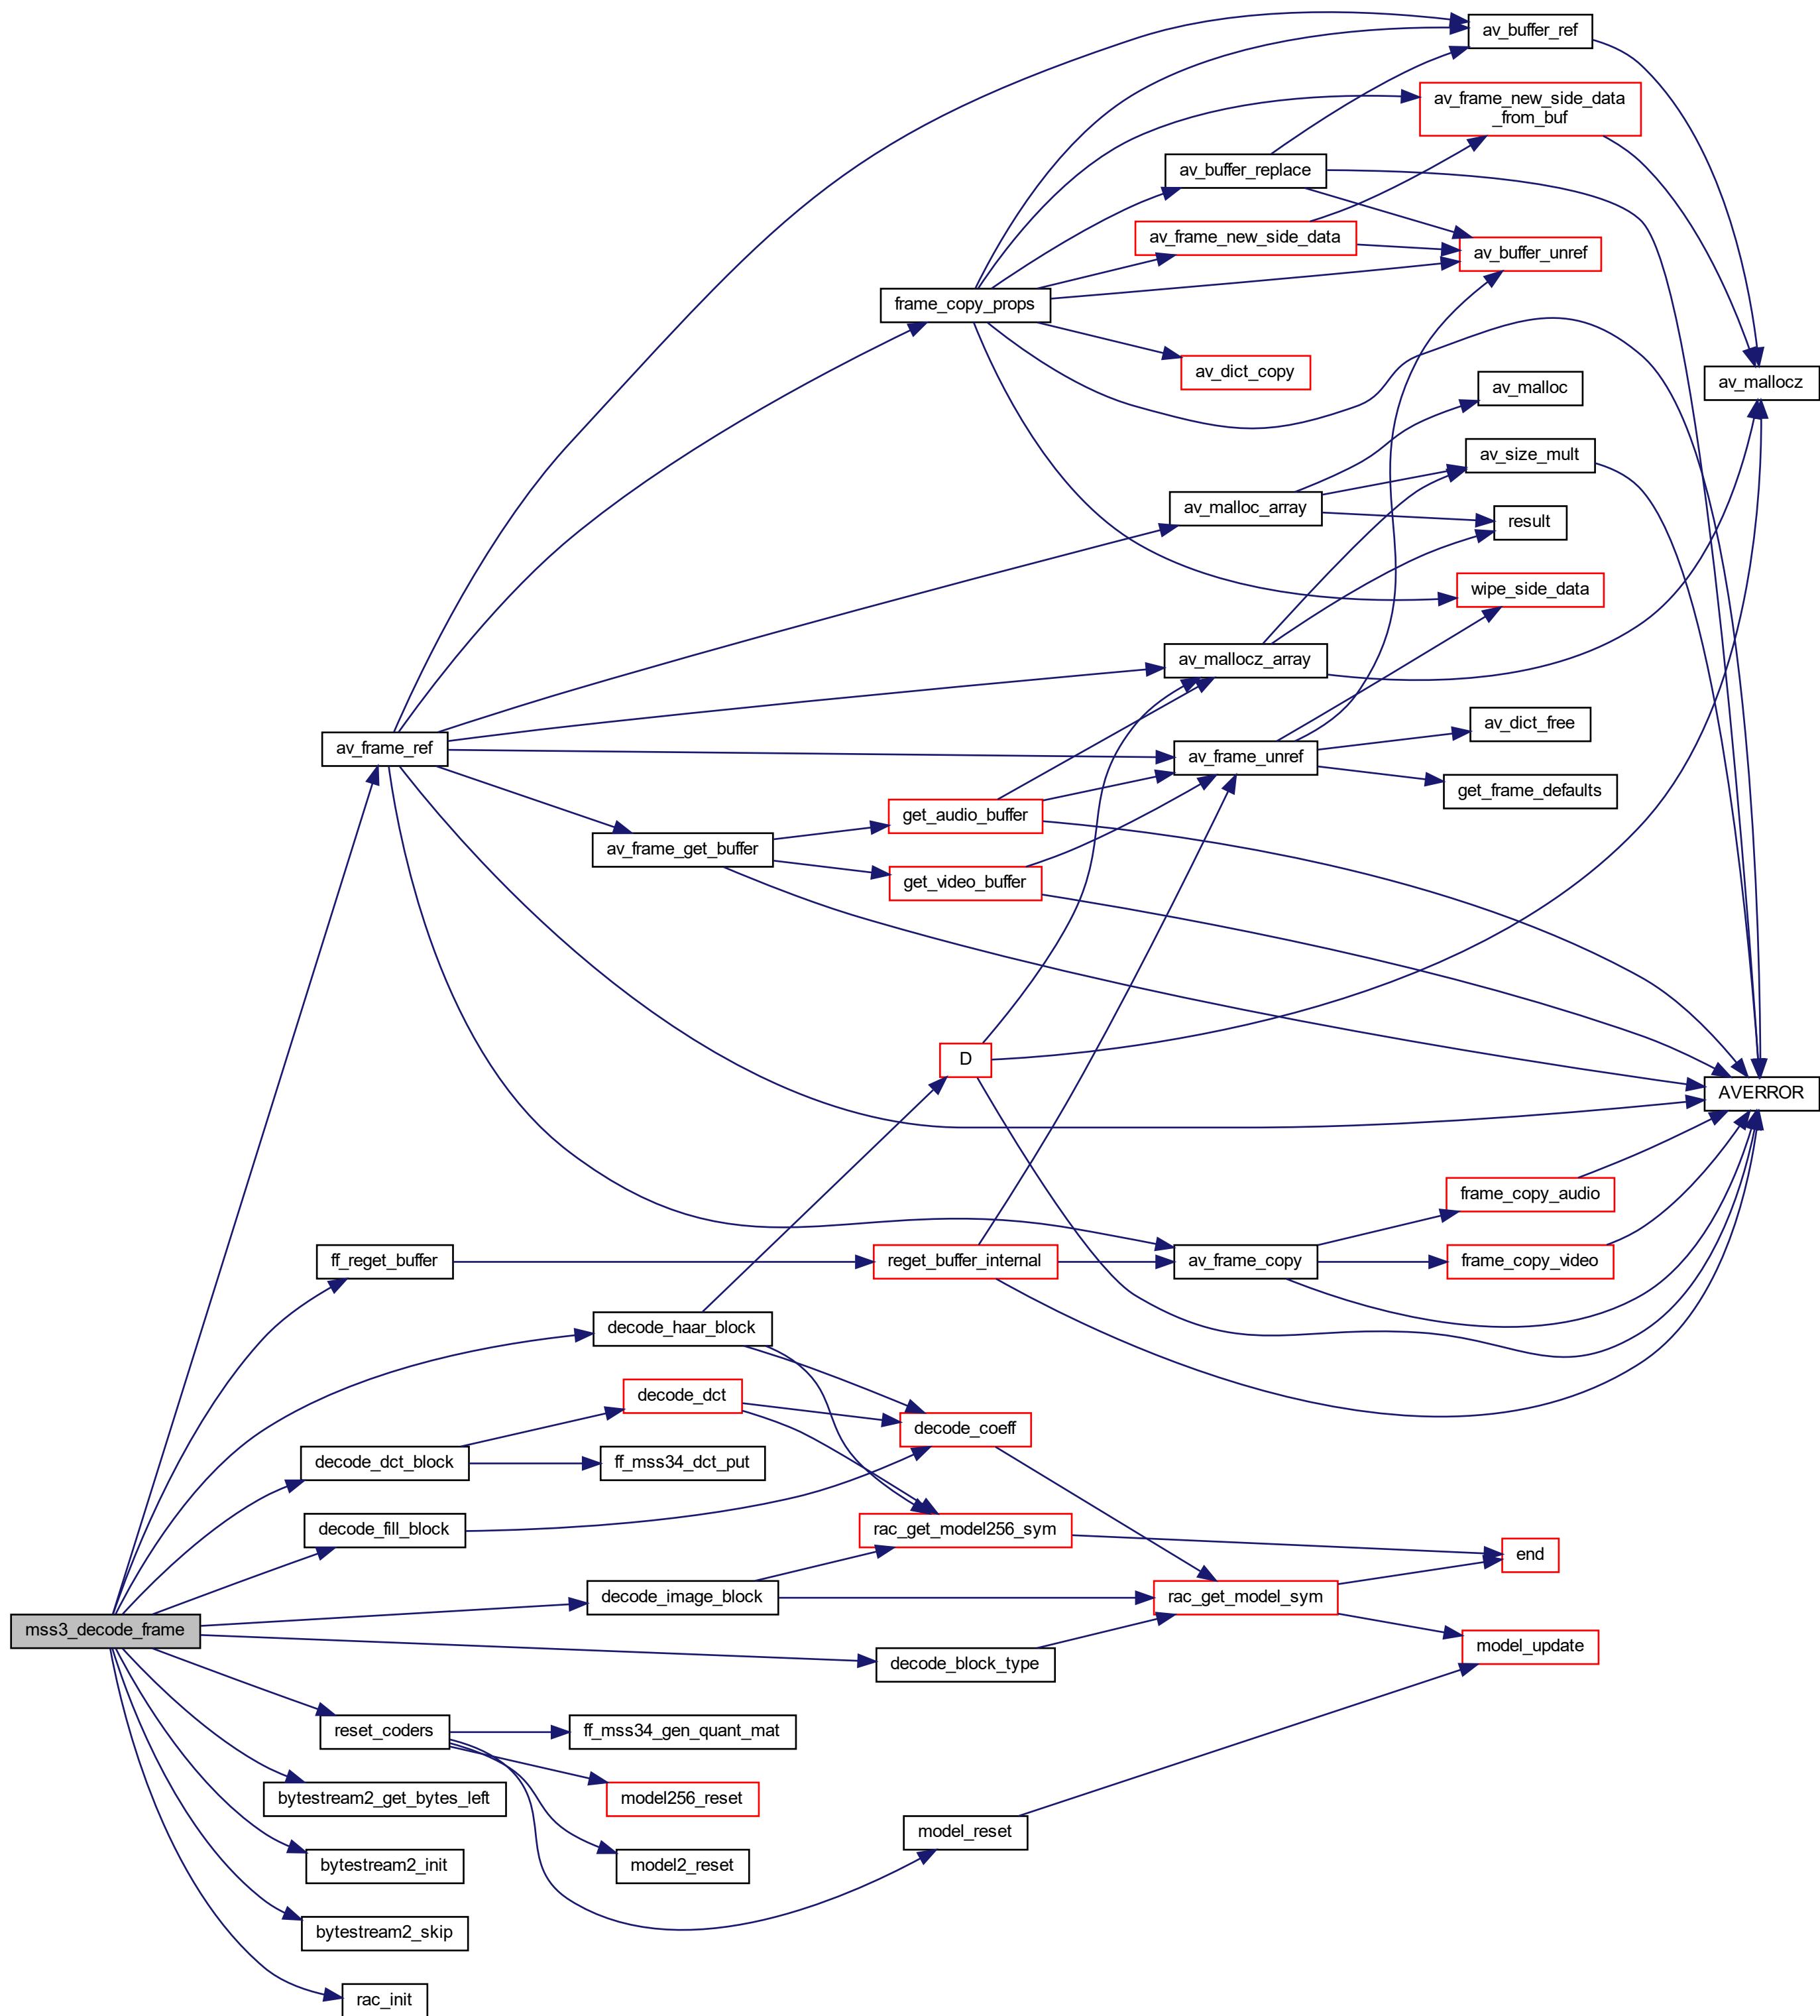 av_buffer_ref
av_frame_new_side_data
_from_buf
av_buffer_replace
av_frame_new_side_data
av_buffer_unref
frame_copy_props
av_dict_copy
av_mallocz
av_malloc
av_size_mult
av_malloc_array
result
wipe_side_data
av_mallocz_array
av_dict_free
av_frame_ref
av_frame_unref
get_frame_defaults
get_audio_buffer
av_frame_get_buffer
get_video_buffer
D
AVERROR
frame_copy_audio
ff_reget_buffer
reget_buffer_internal
av_frame_copy
frame_copy_video
decode_haar_block
decode_dct
decode_coeff
decode_dct_block
ff_mss34_dct_put
decode_fill_block
rac_get_model256_sym
end
decode_image_block
rac_get_model_sym
mss3_decode_frame
model_update
decode_block_type
reset_coders
ff_mss34_gen_quant_mat
bytestream2_get_bytes_left
model256_reset
model_reset
bytestream2_init
model2_reset
bytestream2_skip
rac_init